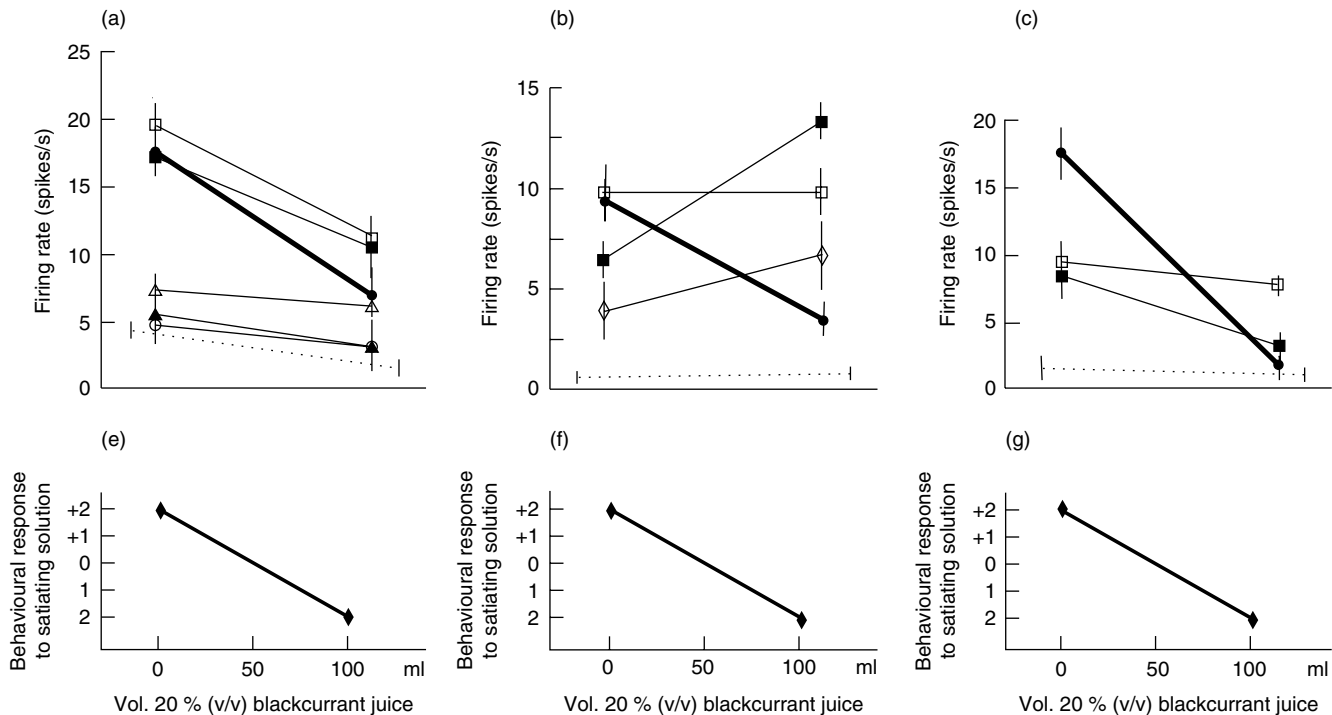 (a)
25
20
15
10
5
0
Firing rate (spikes/s)
(b)
15
10
5
0
Firing rate (spikes/s)
(c)
20
15
10
5
0
Firing rate (spikes/s)
(e)
+2
+1
0
1
2
Behavioural response
to satiating solution
0 50 100 ml
Vol. 20 % (v/v) blackcurrant juice
(f)
+2
+1
0
1
2
Behavioural response
to satiating solution
0 50 100 ml
Vol. 20 % (v/v) blackcurrant juice
(g)
+2
+1
0
1
2
Behavioural response
to satiating solution
0 50 100 ml
Vol. 20 % (v/v) blackcurrant juice